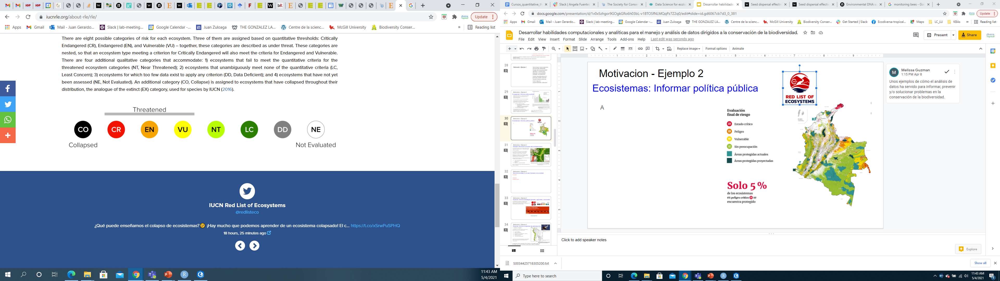 iucnrle.org/about-rle/rle/
Update
Apps
Gmail
Mail - Juan Gerardo...
Slack | lab-meeting...
Google Calendar -...
Juan Zuloaga
THE GONZALEZ LA...
Centre de la scienc...
McGill University
Biodiversity Conser...
»
Reading list
There are eight possible categories of risk for each ecosystem. Three of them are assigned based on quantitative thresholds: Critically
Endangered (CR), Endangered (EN), and Vulnerable (VU) – together, these categories are described as under threat. These categories are
nested, so that an ecosystem type meeting a criterion for Critically Endangered will also meet the criteria for Endangered and Vulnerable.
There are four additional qualitative categories that accommodate: 1) ecosystems that fail to meet the quantitative criteria for the
threatened ecosystem categories (NT, Near Threatened); 2) ecosystems that unambiguously meet none of the quantitative criteria (LC,
Least Concern); 3) ecosystems for which too few data exist to apply any criterion (DD, Data Deficient); and 4) ecosystems that have not yet
been assessed (NE, Not Evaluated). An additional category (CO, Collapse) is assigned to ecosystems that have collapsed throughout their
distribution, the analogue of the extinct (EX) category, used for species by IUCN (2016).
Threatened
CO CR EN VU NT LC DD NE
Collapsed
Not Evaluated
IUCN Red List of Ecosystems
@redlisteco
¿Qué puede enseñarnos el colapso de ecosistemas?🤔 ¡Hay mucho que podemos aprender de un ecosistema colapsado! El c... https://t.co/xSrwPuSPHQ
18 hours, 25 minutes ago
11:43 AM
5/4/2021
Cursos_quantitative_th
Slack | Angela Fuentes
The Society for Conser
Data Science for ecolo
Desarrollar habilidades
Seed dispersal effectiv
Seed dispersal effectiv
Environmental DNA s
monitoring bees - Goo
docs.google.com/presentation/d/1v0x5zhgor9GOgkGRo6h03bL-v1BTOSfNLMQqPz7Z2q0/edit#slide=id.gd6067cb7d3_0_381
Update
Apps
Gmail
Mail - Juan Gerardo...
Slack | lab-meeting...
Google Calendar -...
Juan Zuloaga
THE GONZALEZ LA...
Centre de la scienc...
McGill University
Biodiversity Conser...
Get Started | Slack
Ecodiversa tropical...
Maps
LC_LU
KBAs
»
Reading list
Desarrollar habilidades computacionales y analíticas para el manejo y análisis de datos dirigidos a la conservación de la biodiversidad.
File Edit View Insert Format Slide Arrange Tools Add-ons Help Last edit was seconds ago
Present
Share
Replace image
Format options
Animate
28
29
30
31
32
33
34
Motivacion - Ejemplo 2
Ecosistemas: Informar política pública
A
IUCN
RED LIST OF
ECOSYSTEMS
Evaluación
final de riesgo
CR Estado crítico
EN Peligro
VU Vulnerable
LC Sin preocupación
Áreas protegidas actuales
Áreas protegidas proyectadas
Solo 5 %
de los ecosistemas
en peligro crítico CR se
encuentra protegido
M
Melissa Guzman
1:15 PM Apr 8
Unos ejemplos de cómo el análisis de
datos ha servido para informar, prevenir
y/o solucionar problemas en la
conservación de la biodiversidad.
Click to add speaker notes
Explore
S0034425718305200.txt
Show all
Type here to search
11:43 AM
5/4/2021